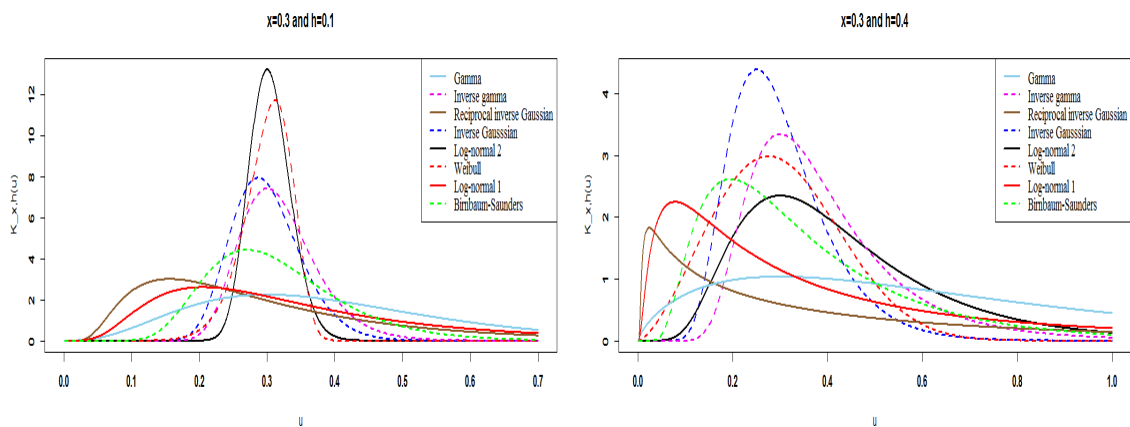 x=0.3 and h=0.1
K_x,h(u)
12
10
8
6
4
2
0
Gamma
Inverse gamma
Reciprocal inverse Gaussian
Inverse Gausssian
Log-normal 2
Weibull
Log-normal 1
Birnbaum-Saunders
0.0 0.1 0.2 0.3 0.4 0.5 0.6 0.7
u
x=0.3 and h=0.4
K_x,h(u)
4
3
2
1
0
Gamma
Inverse gamma
Reciprocal inverse Gaussian
Inverse Gausssian
Log-normal 2
Weibull
Log-normal 1
Birnbaum-Saunders
0.0 0.2 0.4 0.6 0.8 1.0
u